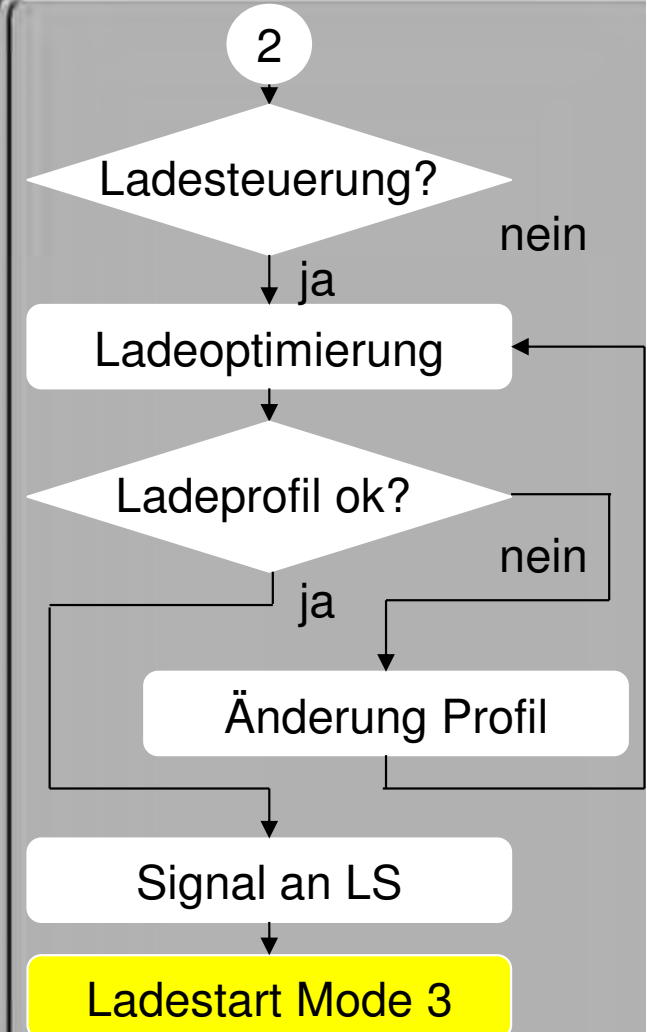 2
Ladesteuerung?
nein
ja
Ladeoptimierung
Ladeprofil ok?
nein
ja
Änderung Profil
Signal an LS
Ladestart Mode 3